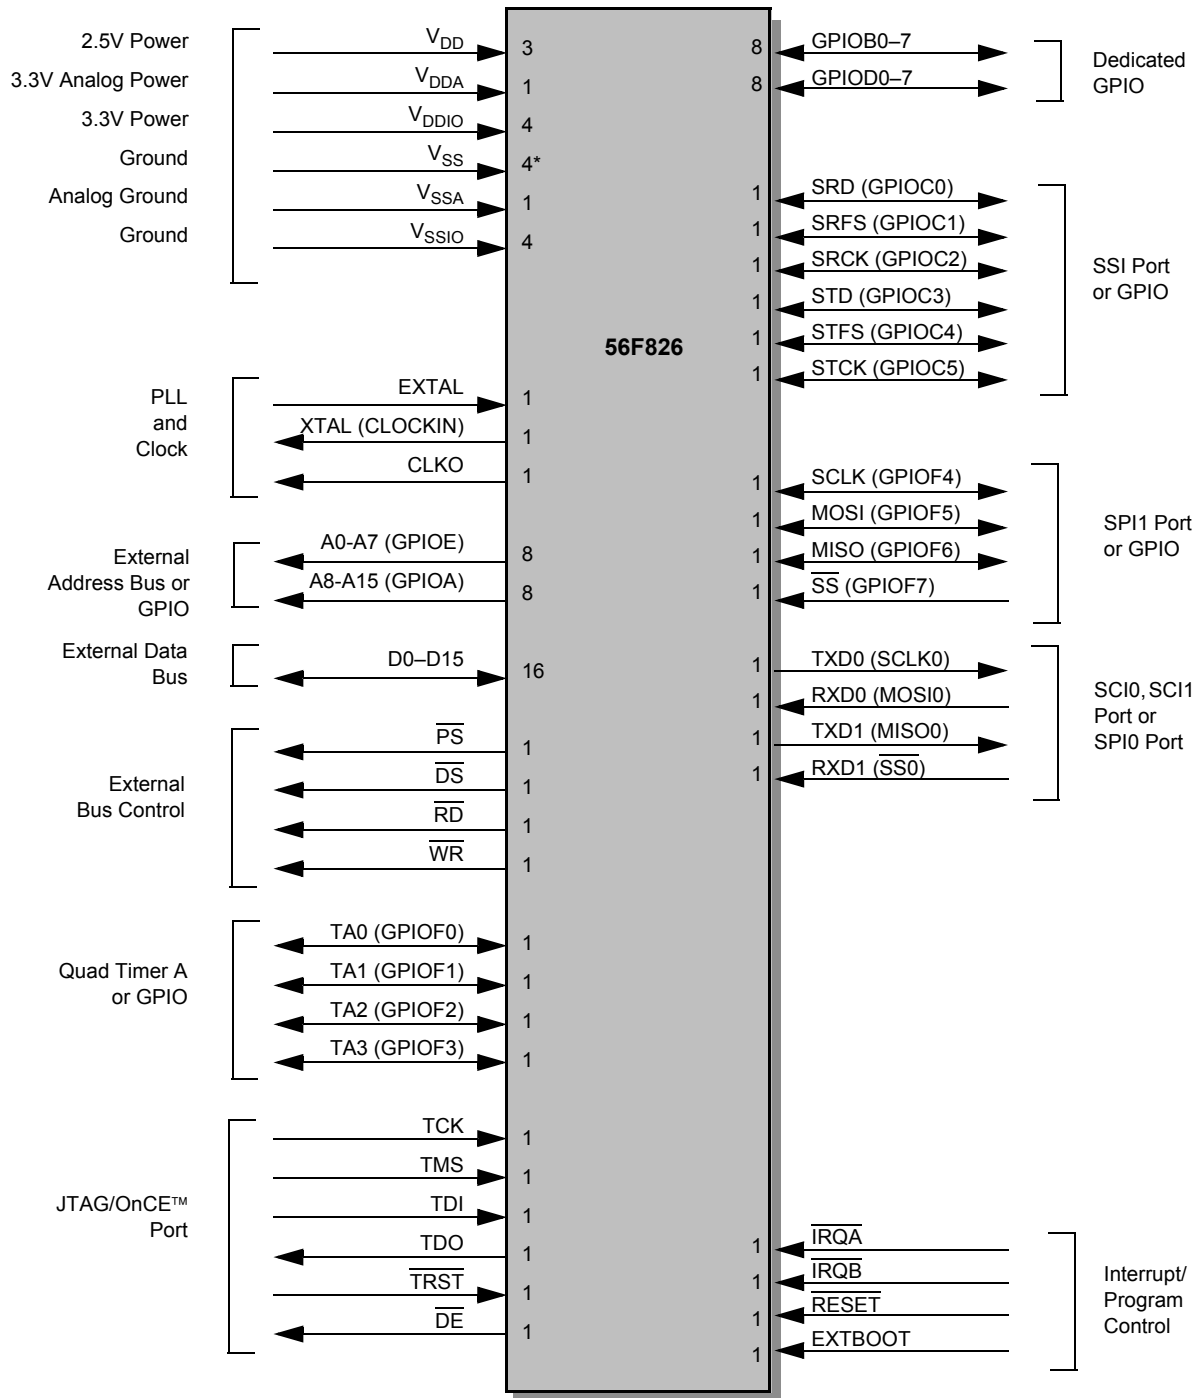 2.5V Power
3.3V Analog Power
3.3V Power
Ground
Analog Ground
Ground
VDD
VDDA
VDDIO
VSS
VSSA
VSSIO
3
1
4
4*
1
4
PLL
and
Clock
EXTAL
XTAL (CLOCKIN)
CLKO
1
1
1
External
Address Bus or
GPIO
A0-A7 (GPIOE)
A8-A15 (GPIOA)
8
8
External Data
Bus
D0–D15
16
External
Bus Control
PS
DS
RD
WR
1
1
1
1
Quad Timer A
or GPIO
TA0 (GPIOF0)
TA1 (GPIOF1)
TA2 (GPIOF2)
TA3 (GPIOF3)
1
1
1
1
JTAG/OnCE™
Port
TCK
TMS
TDI
TDO
TRST
DE
1
1
1
1
1
1
56F826
8
8
GPIOB0–7
GPIOD0–7
Dedicated
GPIO
1
1
1
1
1
1
SRD (GPIOC0)
SRFS (GPIOC1)
SRCK (GPIOC2)
STD (GPIOC3)
STFS (GPIOC4)
STCK (GPIOC5)
SSI Port
or GPIO
1
1
1
1
SCLK (GPIOF4)
MOSI (GPIOF5)
MISO (GPIOF6)
SS (GPIOF7)
SPI1 Port
or GPIO
1
1
1
1
TXD0 (SCLK0)
RXD0 (MOSI0)
TXD1 (MISO0)
RXD1 (SS0)
SCI0, SCI1
Port or
SPI0 Port
1
1
1
1
IRQA
IRQB
RESET
EXTBOOT
Interrupt/
Program
Control